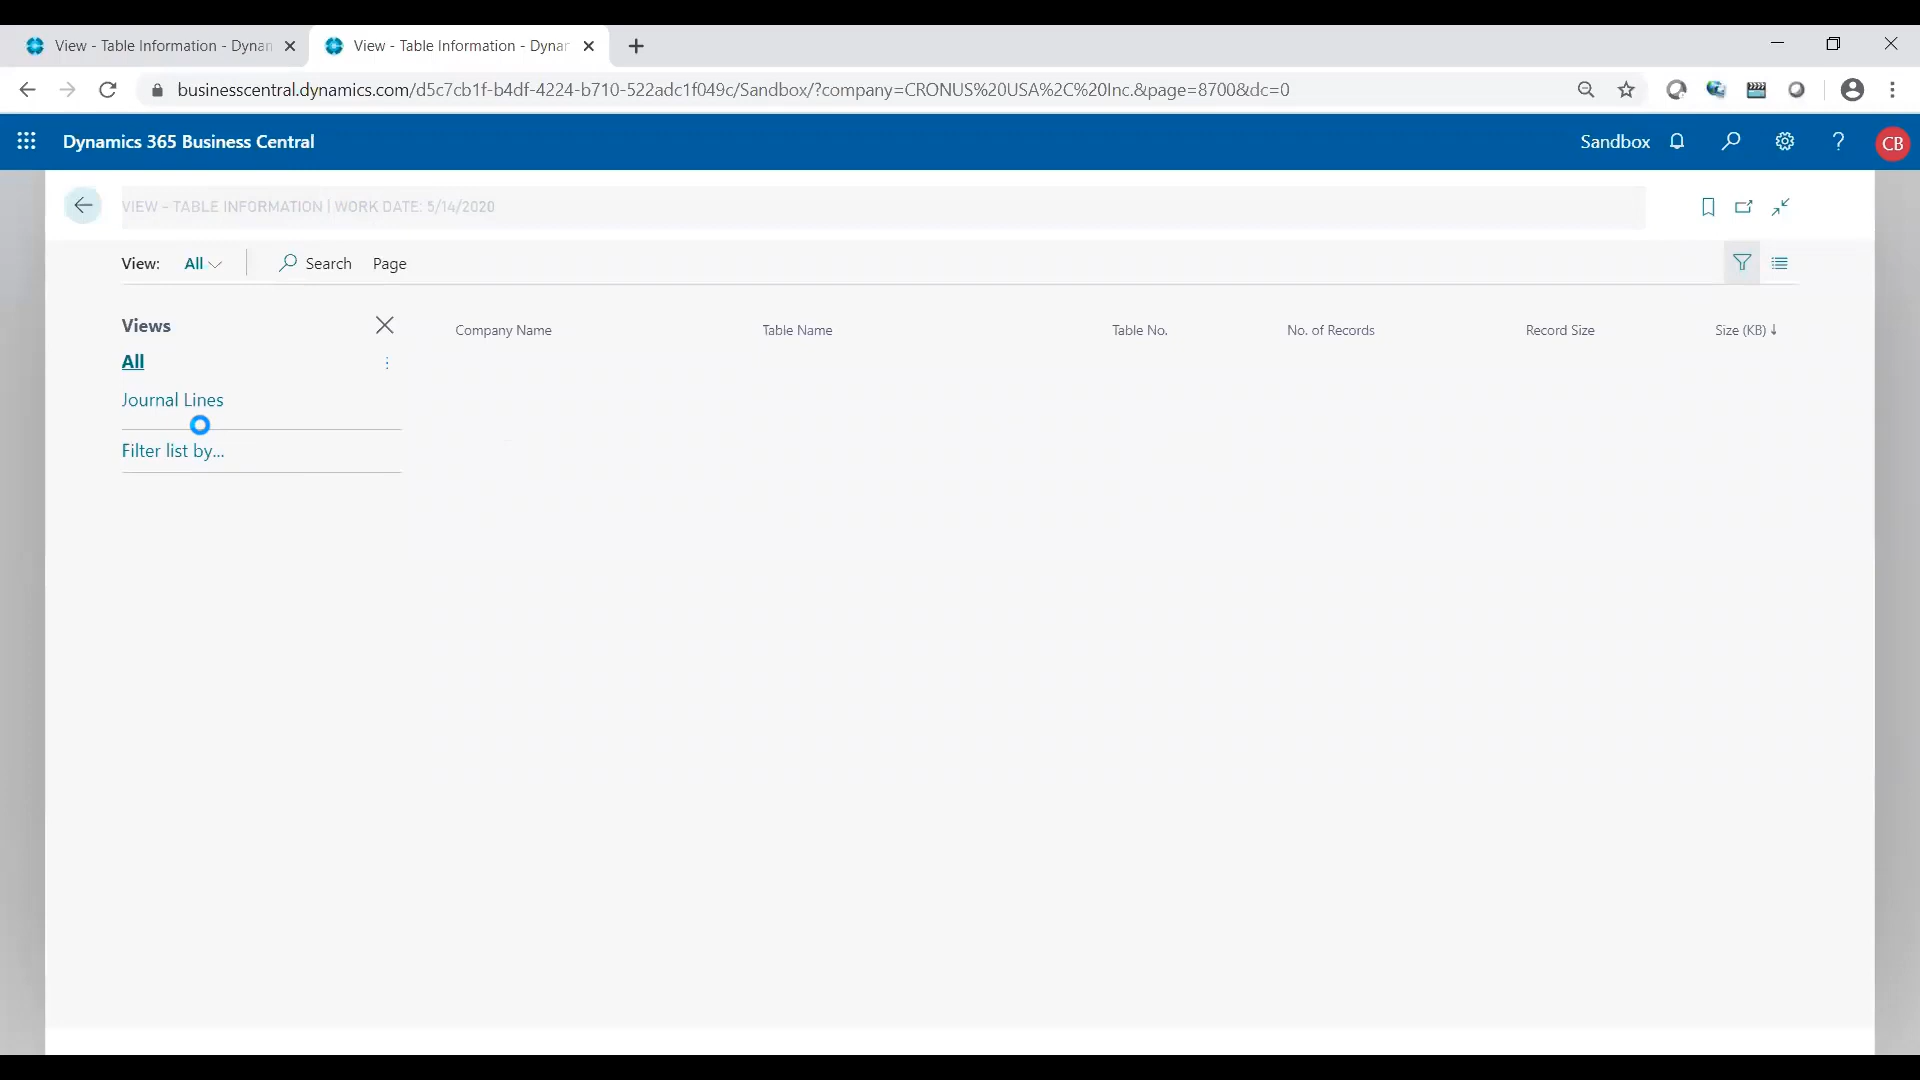 View - Table Information - Dynar
View - Table Information - Dynar
businesscentral.dynamics.com/d5c7cb1f-b4df-4224-b710-522adc1f049c/Sandbox/?company=CRONUS%20USA%2C%20Inc.&page=8700&dc=0
Dynamics 365 Business Central
Sandbox
?
CB
VIEW - TABLE INFORMATION | WORK DATE: 5/14/2020
View: All
Search
Page
Views
All
Journal Lines
Filter list by...
Company Name
Table Name
Table No.
No. of Records
Record Size
Size (KB) ↓